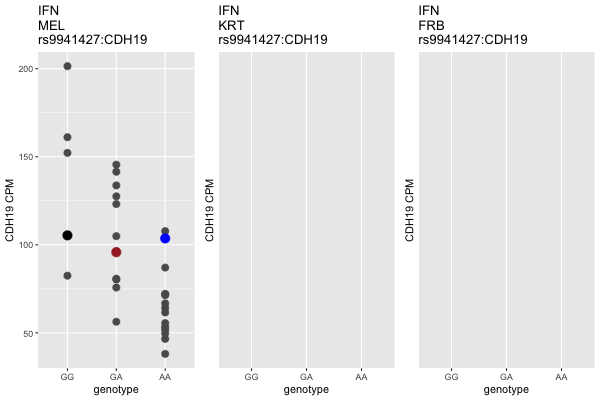 IFN
MEL
rs9941427:CDH19
IFN
KRT
rs9941427:CDH19
IFN
FRB
rs9941427:CDH19
CDH19 CPM
200
150
100
50
GG GA AA
genotype
CDH19 CPM
GG GA AA
genotype
CDH19 CPM
GG GA AA
genotype